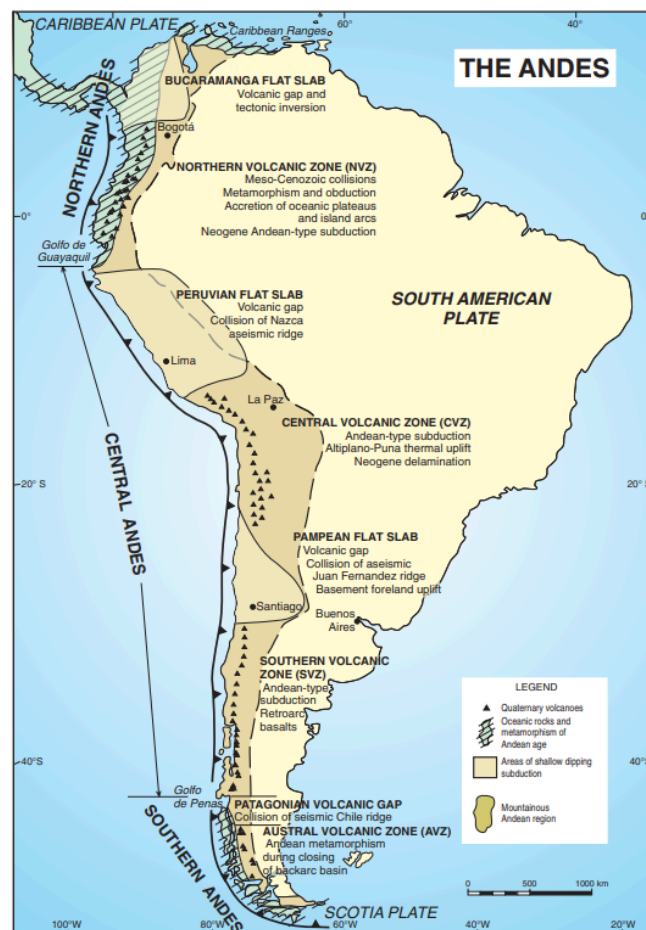 CARIBBEAN PLATE
Caribbean Ranges
60°
40°
THE ANDES
BUCARAMANGA FLAT SLAB
Volcanic gap and
tectonic inversion
Bogotá
NORTHERN ANDES
NORTHERN VOLCANIC ZONE (NVZ)
Meso-Cenozoic collisions
Metamorphism and obduction
Accretion of oceanic plateaus
and island arcs
Neogene Andean-type subduction
0°
0°
Golfo de
Guayaquil
PERUVIAN FLAT SLAB
Volcanic gap
Collision of Nazca
aseismic ridge
SOUTH AMERICAN
PLATE
Lima
La Paz
CENTRAL VOLCANIC ZONE (CVZ)
Andean-type subduction
Altiplano-Puna thermal uplift
Neogene delamination
CENTRAL ANDES
20° S
20° S
PAMPEAN FLAT SLAB
Volcanic gap
Collision of aseismic
Juan Fernandez ridge
Basement foreland uplift
Santiago
Buenos
Aires
SOUTHERN VOLCANIC
ZONE (SVZ)
Andean-type
subduction
Retroarc
basalts
LEGEND
Quaternary volcanoes
Oceanic rocks and
metamorphism of
Andean age
Areas of shallow dipping
subduction
Mountainous
Andean region
0 500 1000 km
40°S
40°S
Golfo
de Penas
PATAGONIAN VOLCANIC GAP
Collision of seismic Chile ridge
AUSTRAL VOLCANIC ZONE (AVZ)
Andean metamorphism
during closing
of backarc basin
SOUTHERN ANDES
SCOTIA PLATE
100°W
80°W
60°W
40°W
20°W